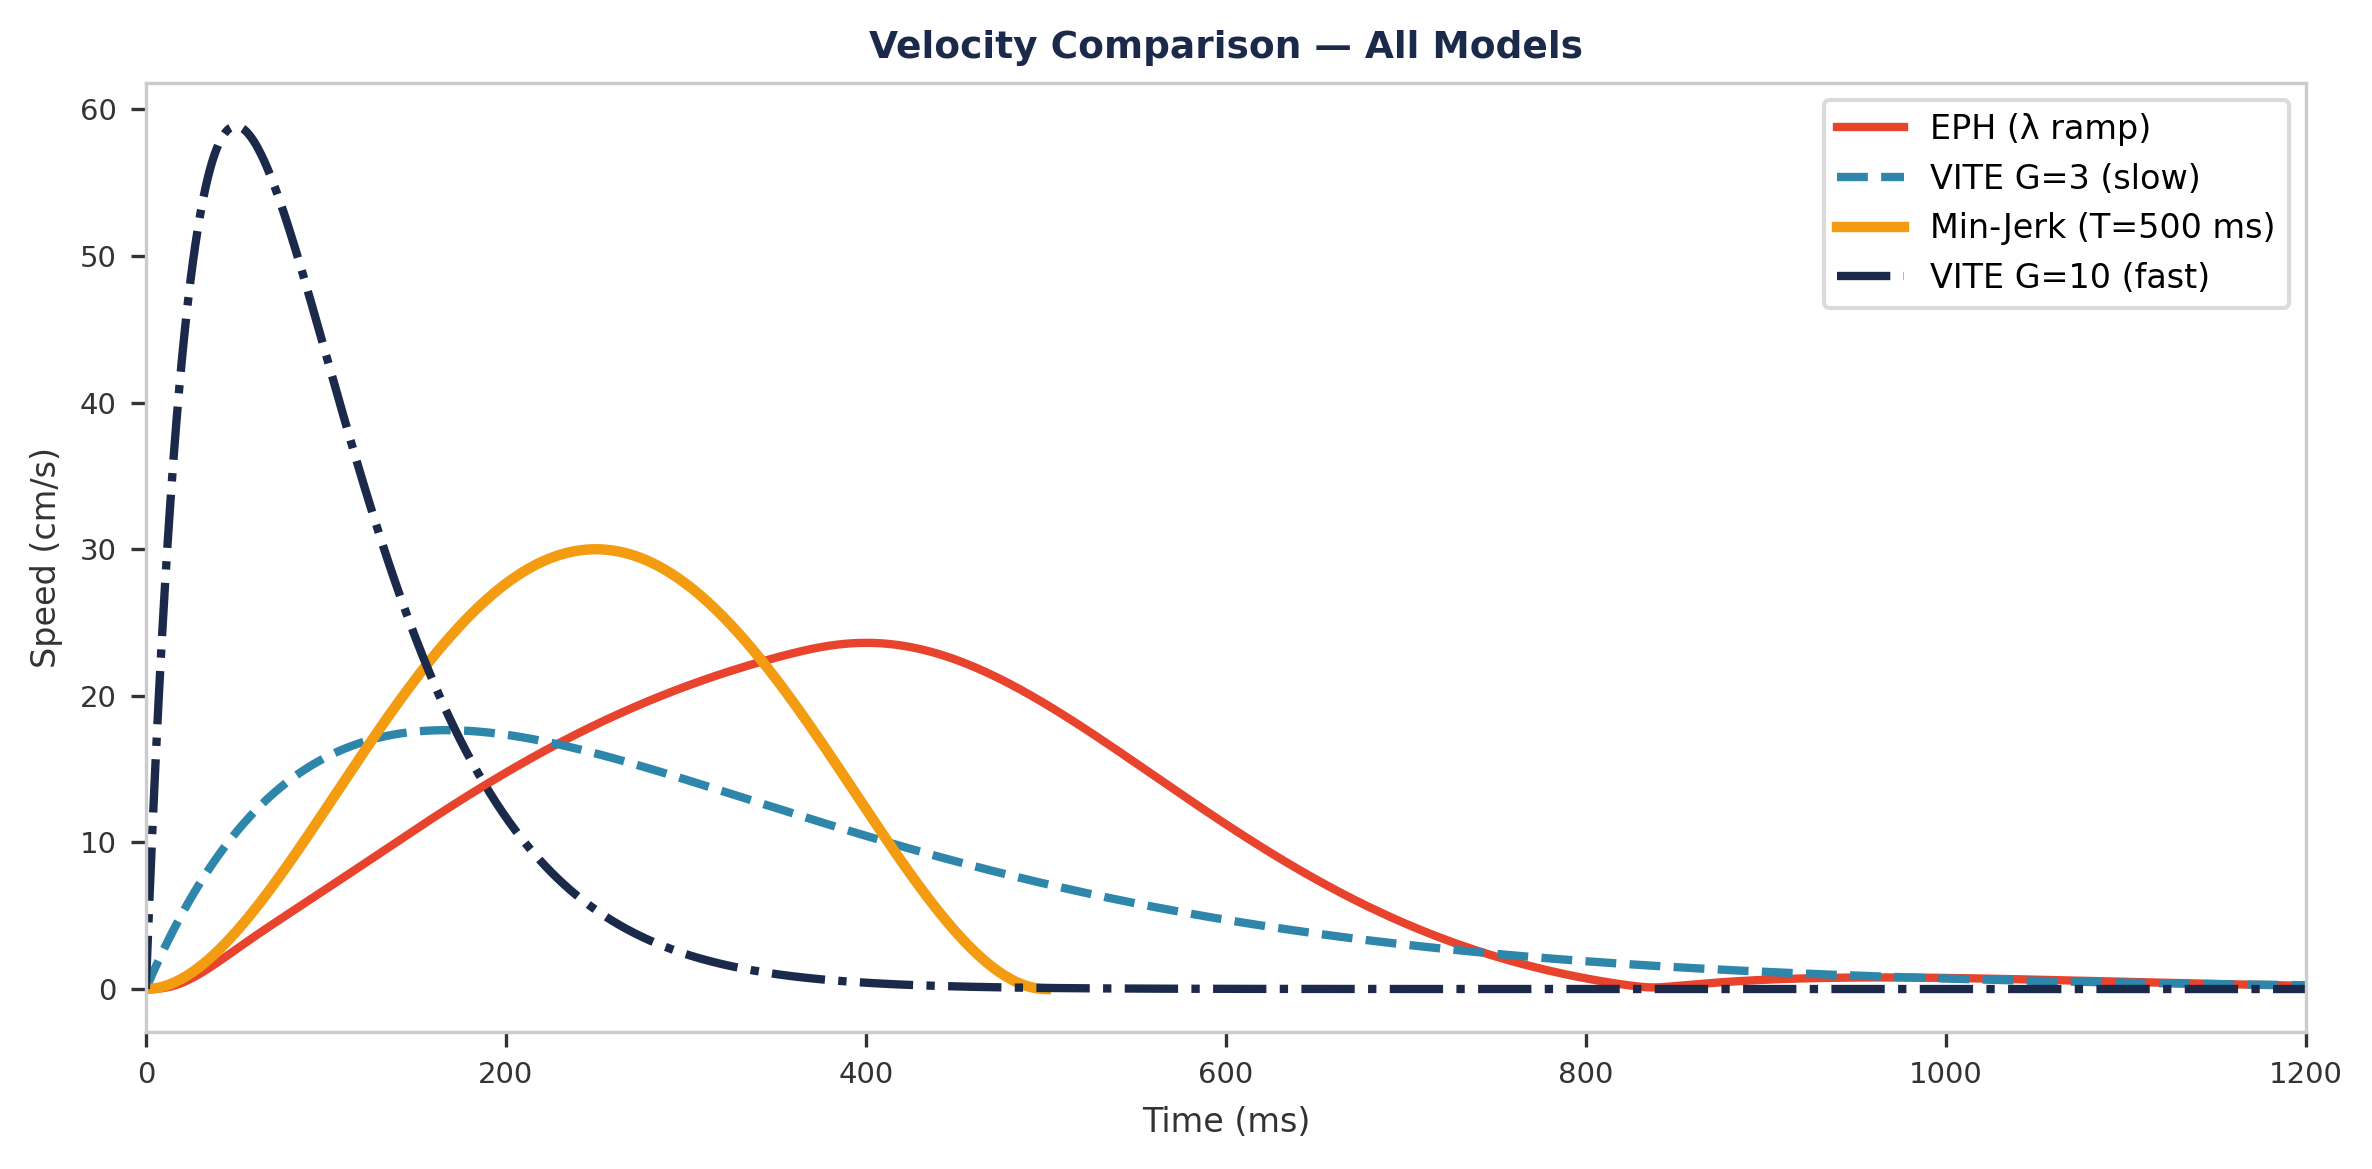 Velocity Comparison — All Models
60
50
40
30
20
10
0
Speed (cm/s)
EPH (λ ramp)
VITE G=3 (slow)
Min-Jerk (T=500 ms)
VITE G=10 (fast)
0 200 400 600 800 1000 1200
Time (ms)